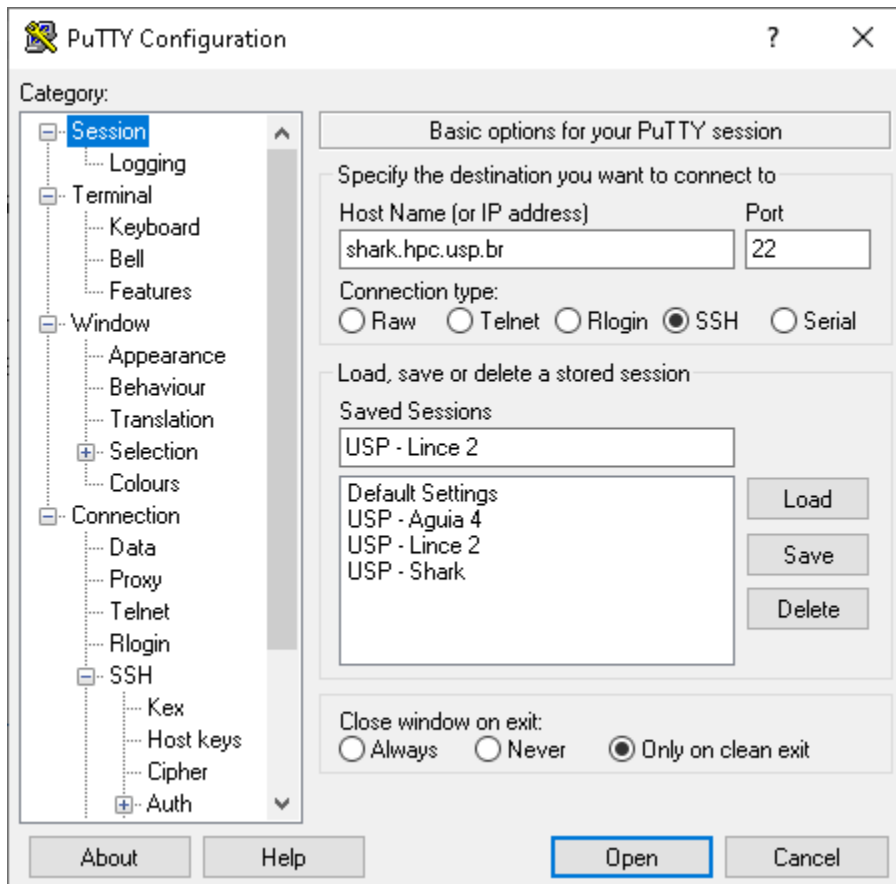 PuTTY Configuration
?
Category:
Session
Logging
Terminal
Keyboard
Bell
Features
Window
Appearance
Behaviour
Translation
Selection
Colours
Connection
Data
Proxy
Telnet
Rlogin
SSH
Kex
Host keys
Cipher
Auth
Basic options for your PuTTY session
Specify the destination you want to connect to
Host Name (or IP address) Port
shark.hpc.usp.br 22
Connection type:
Raw Telnet Rlogin SSH Serial
Load, save or delete a stored session
Saved Sessions
USP - Lince 2
Default Settings
USP - Aguia 4
USP - Lince 2
USP - Shark
Load
Save
Delete
Close window on exit:
Always Never Only on clean exit
About Help Open Cancel